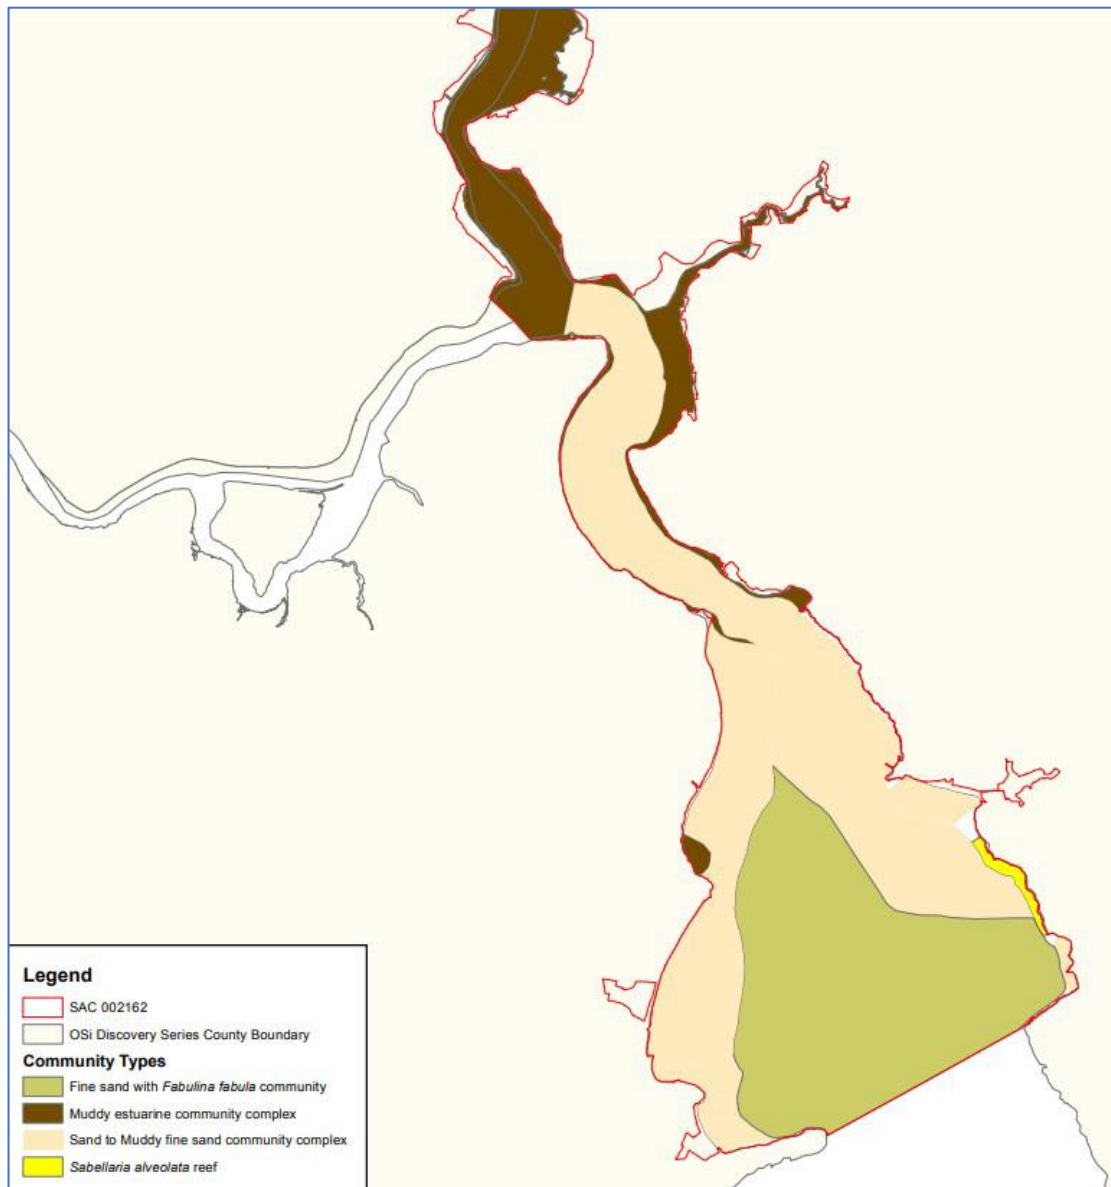 Legend
SAC 002162
OSi Discovery Series County Boundary
Community Types
Fine sand with Fabulina fabula community
Muddy estuarine community complex
Sand to Muddy fine sand community complex
Sabellaria alveolata reef